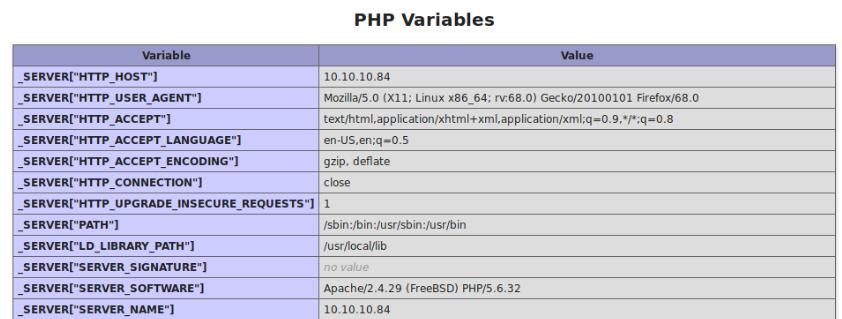 PHP Variables
Variable Value
_SERVER["HTTP_HOST"] 10.10.10.84
_SERVER["HTTP_USER_AGENT"] Mozilla/5.0 (X11; Linux x86_64; rv:68.0) Gecko/20100101 Firefox/68.0
_SERVER["HTTP_ACCEPT"] text/html,application/xhtml+xml,application/xml;q=0.9,*/*;q=0.8
_SERVER["HTTP_ACCEPT_LANGUAGE"] en-US,en;q=0.5
_SERVER["HTTP_ACCEPT_ENCODING"] gzip, deflate
_SERVER["HTTP_CONNECTION"] close
_SERVER["HTTP_UPGRADE_INSECURE_REQUESTS"] 1
_SERVER["PATH"] /sbin:/bin:/usr/sbin:/usr/bin
_SERVER["LD_LIBRARY_PATH"] /usr/local/lib
_SERVER["SERVER_SIGNATURE"] no value
_SERVER["SERVER_SOFTWARE"] Apache/2.4.29 (FreeBSD) PHP/5.6.32
_SERVER["SERVER_NAME"] 10.10.10.84